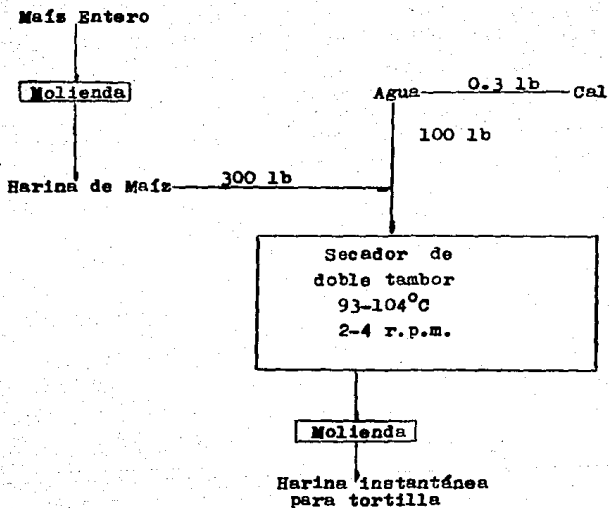 Maís Entero
Molienda
Agua 0.3 lb Cal
100 lb
Harina de Maíz 300 lb
Secador de
doble tambor
93-104°C
2-4 r.p.m.
Molienda
Harina instantánea
para tortilla